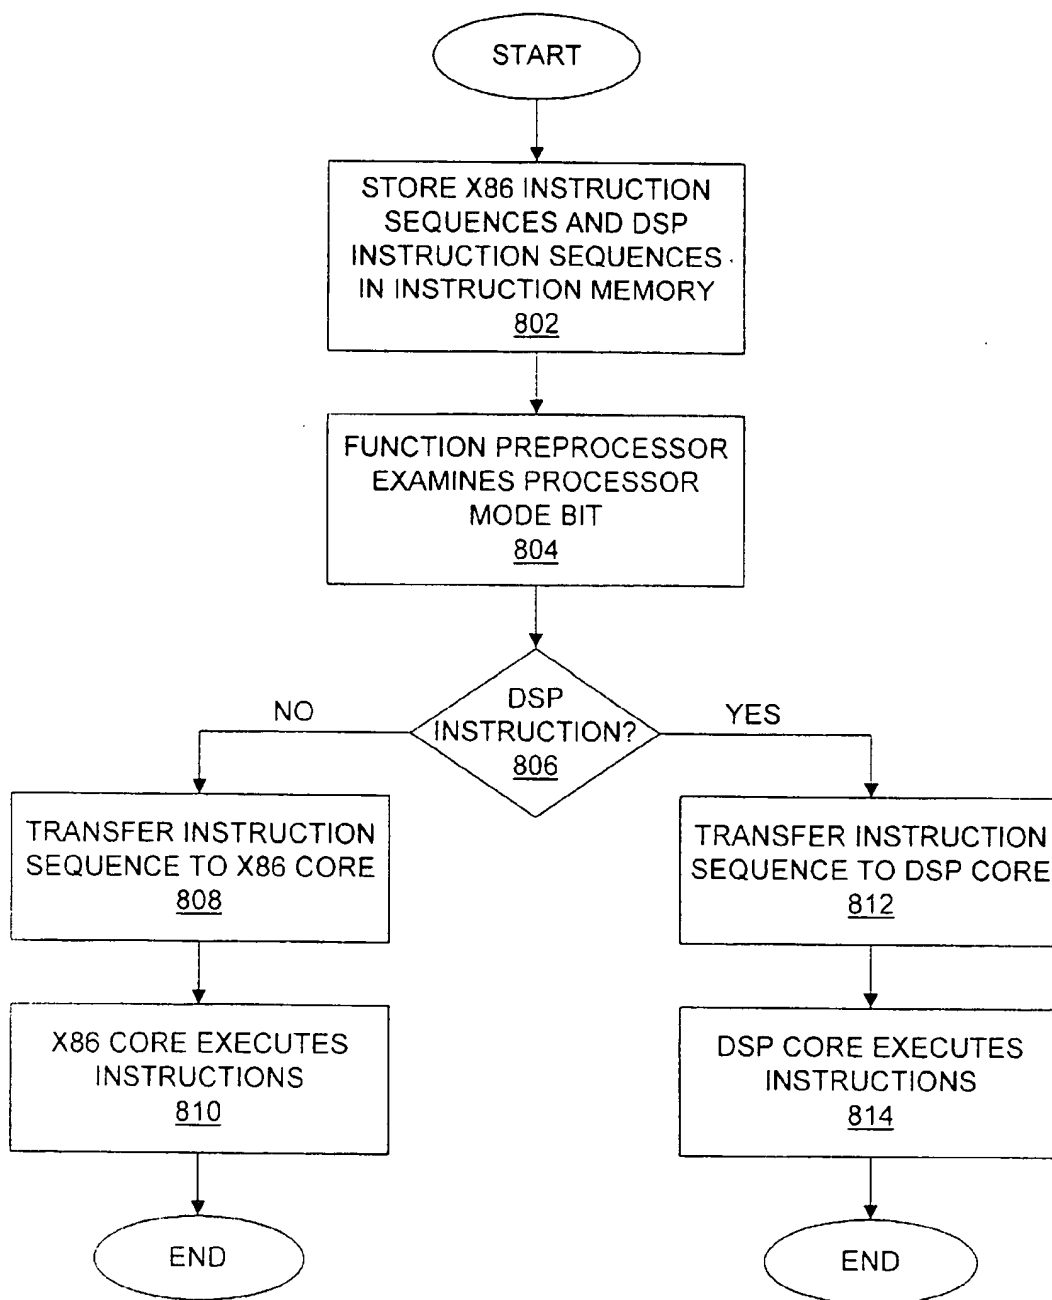 START
STORE X86 INSTRUCTION
SEQUENCES AND DSP
INSTRUCTION SEQUENCES
IN INSTRUCTION MEMORY
802
FUNCTION PREPROCESSOR
EXAMINES PROCESSOR
MODE BIT
804
DSP
INSTRUCTION?
806
NO
YES
TRANSFER INSTRUCTION
SEQUENCE TO X86 CORE
808
X86 CORE EXECUTES
INSTRUCTIONS
810
END
TRANSFER INSTRUCTION
SEQUENCE TO DSP CORE
812
DSP CORE EXECUTES
INSTRUCTIONS
814
END